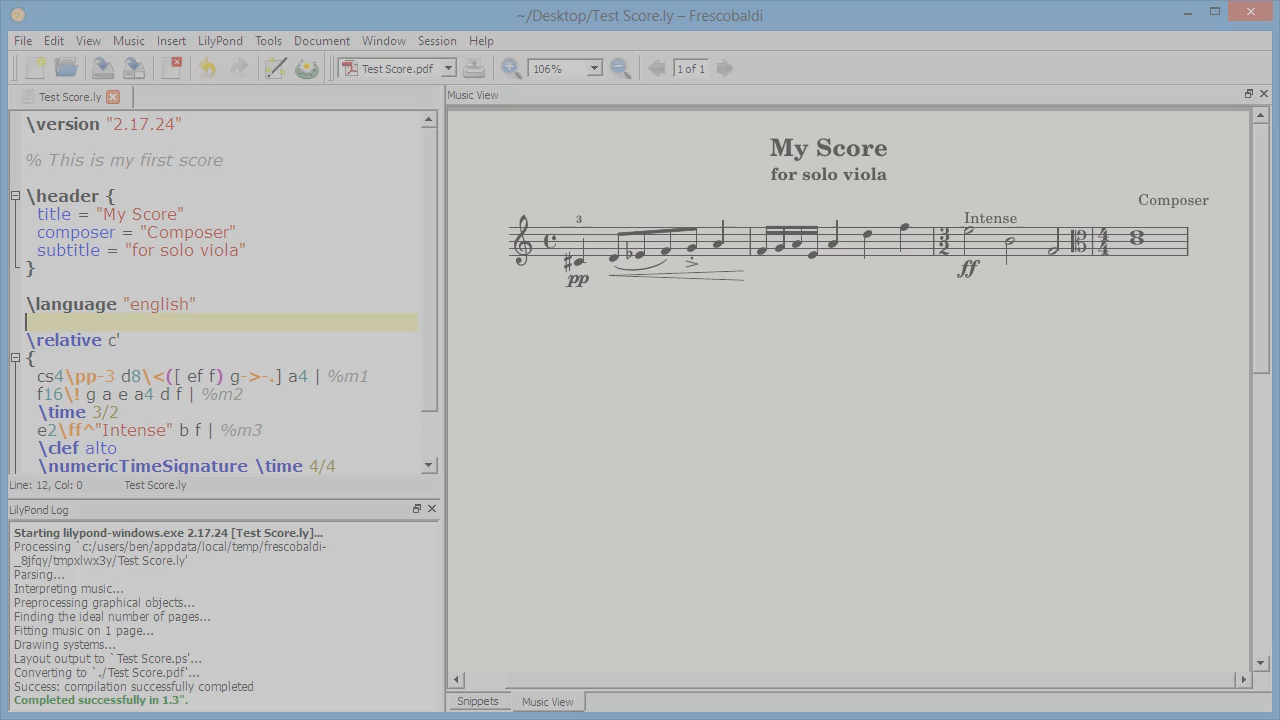 ~/Desktop/Test Score.ly – Frescobaldi
File Edit View Music Insert LilyPond Tools Document Window Session Help
Test Score.pdf 106% 1 of 1
Test Score.ly
\version "2.17.24"
% This is my first score
\header {
title = "My Score"
composer = "Composer"
subtitle = "for solo viola"
}
\language "english"
\relative c'
{
cs4\pp-3 d8\<([ ef f) g->-.] a4 | %m1
f16\! g a e a4 d f | %m2
\time 3/2
e2\ff^"Intense" b f | %m3
\clef alto
\numericTimeSignature \time 4/4
Line: 12, Col: 0 Test Score.ly
LilyPond Log
Starting lilypond-windows.exe 2.17.24 [Test Score.ly]...
Processing `c:/users/ben/appdata/local/temp/frescobaldi-
_8jfqy/tmpxlwx3y/Test Score.ly'
Parsing...
Interpreting music...
Preprocessing graphical objects...
Finding the ideal number of pages...
Fitting music on 1 page...
Drawing systems...
Layout output to `Test Score.ps'...
Converting to `./Test Score.pdf'...
Success: compilation successfully completed
Completed successfully in 1.3".
Music View
My Score
for solo viola
Composer
3
Intense
3
2
4
4
pp
ff
Snippets Music View